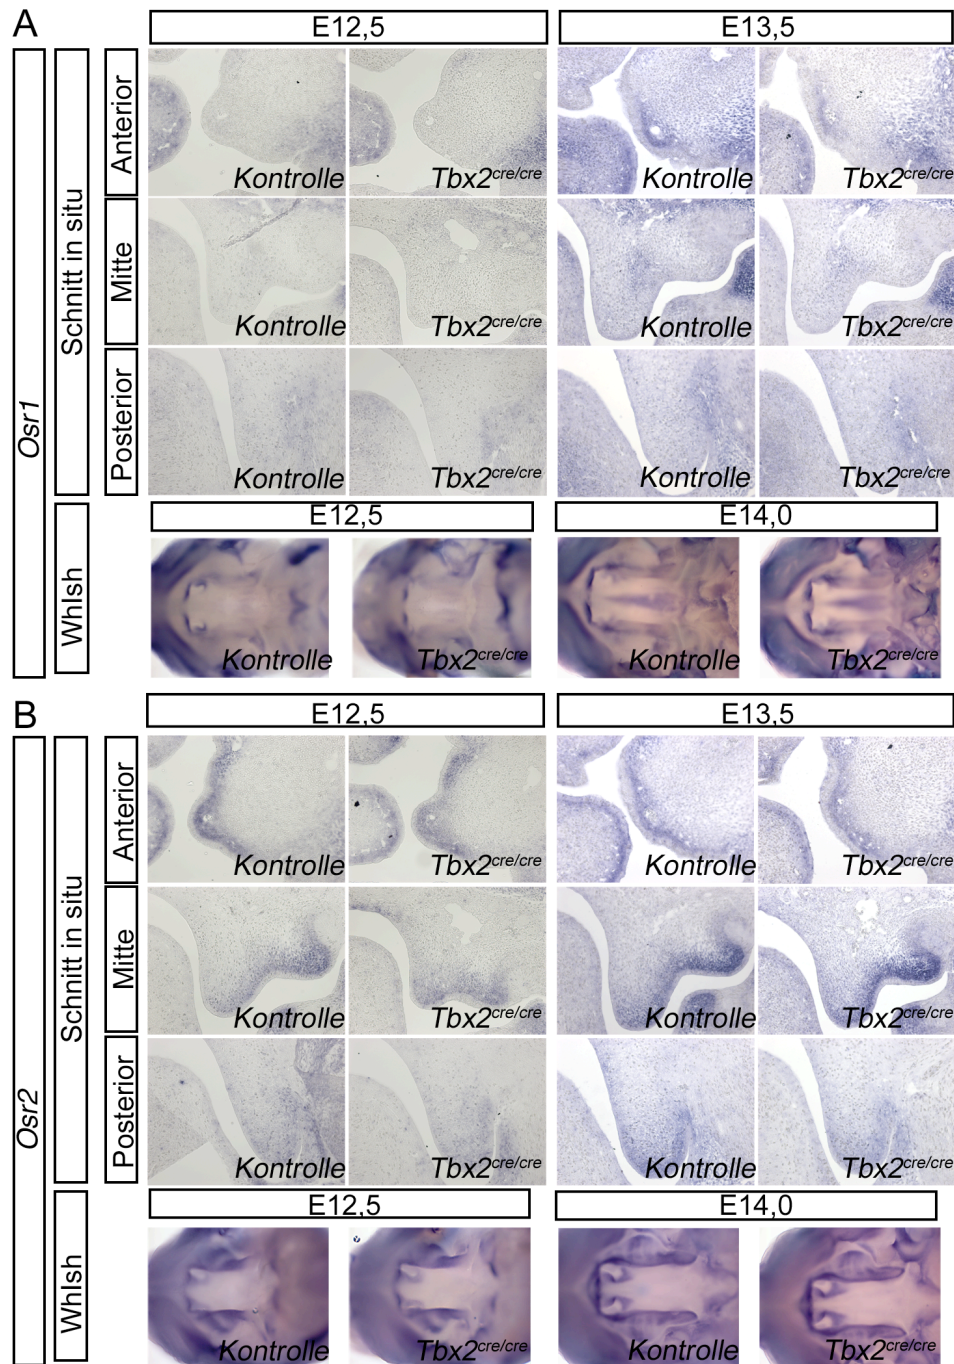 A
E12,5
E13,5
Osr1
Schnitt in situ
Anterior
Kontrolle
Tbx2cre/cre
Kontrolle
Tbx2cre/cre
Mitte
Kontrolle
Tbx2cre/cre
Kontrolle
Tbx2cre/cre
Posterior
Kontrolle
Tbx2cre/cre
Kontrolle
Tbx2cre/cre
E12,5
E14,0
WhIsh
Kontrolle
Tbx2cre/cre
Kontrolle
Tbx2cre/cre
B
E12,5
E13,5
Osr2
Schnitt in situ
Anterior
Kontrolle
Tbx2cre/cre
Kontrolle
Tbx2cre/cre
Mitte
Kontrolle
Tbx2cre/cre
Kontrolle
Tbx2cre/cre
Posterior
Kontrolle
Tbx2cre/cre
Kontrolle
Tbx2cre/cre
E12,5
E14,0
WhIsh
Kontrolle
Tbx2cre/cre
Kontrolle
Tbx2cre/cre